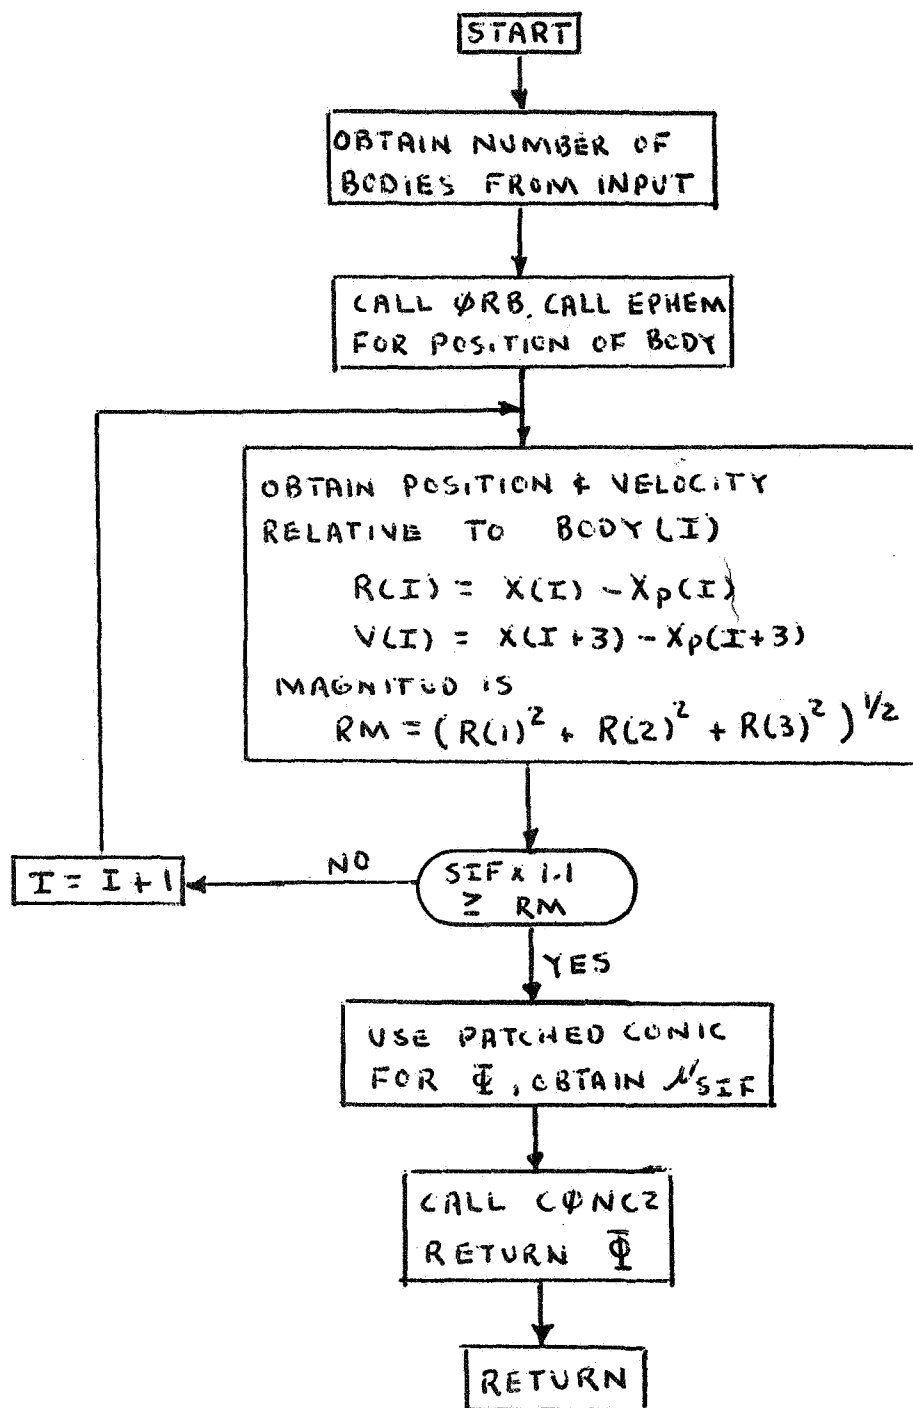 START
OBTAIN NUMBER OF
BODIES FROM INPUT
CALL ØRB. CALL EPHEM
FOR POSITION OF BODY
OBTAIN POSITION & VELOCITY
RELATIVE TO BODY(I)
R(I) = X(I) - Xp(I)
V(I) = X(I+3) - Xp(I+3)
MAGNITUD IS
RM = (R(1)² + R(2)² + R(3)²)^1/2
NO
I = I + 1
SIF x 1.1
≥ RM
YES
USE PATCHED CONIC
FOR Φ, OBTAIN μSIF
CALL CØNC2
RETURN Φ
RETURN